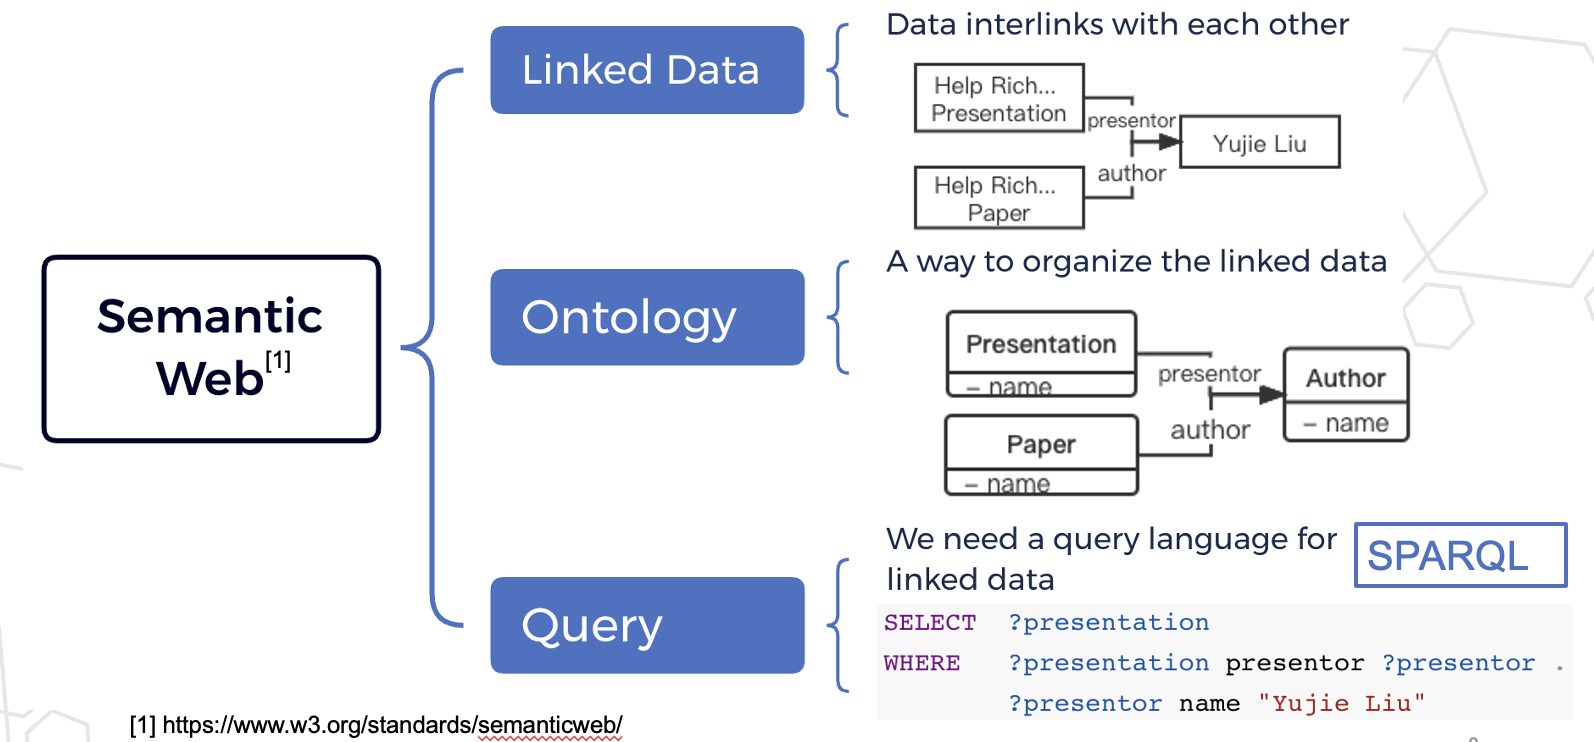 Semantic
Web[1]
Linked Data
Data interlinks with each other
Help Rich...
Presentation
presentor
Yujie Liu
author
Help Rich...
Paper
Ontology
A way to organize the linked data
Presentation
– name
presentor
Author
– name
author
Paper
– name
Query
We need a query language for
linked data
SPARQL
SELECT ?presentation
WHERE ?presentation presentor ?presentor .
?presentor name "Yujie Liu"
[1] https://www.w3.org/standards/semanticweb/